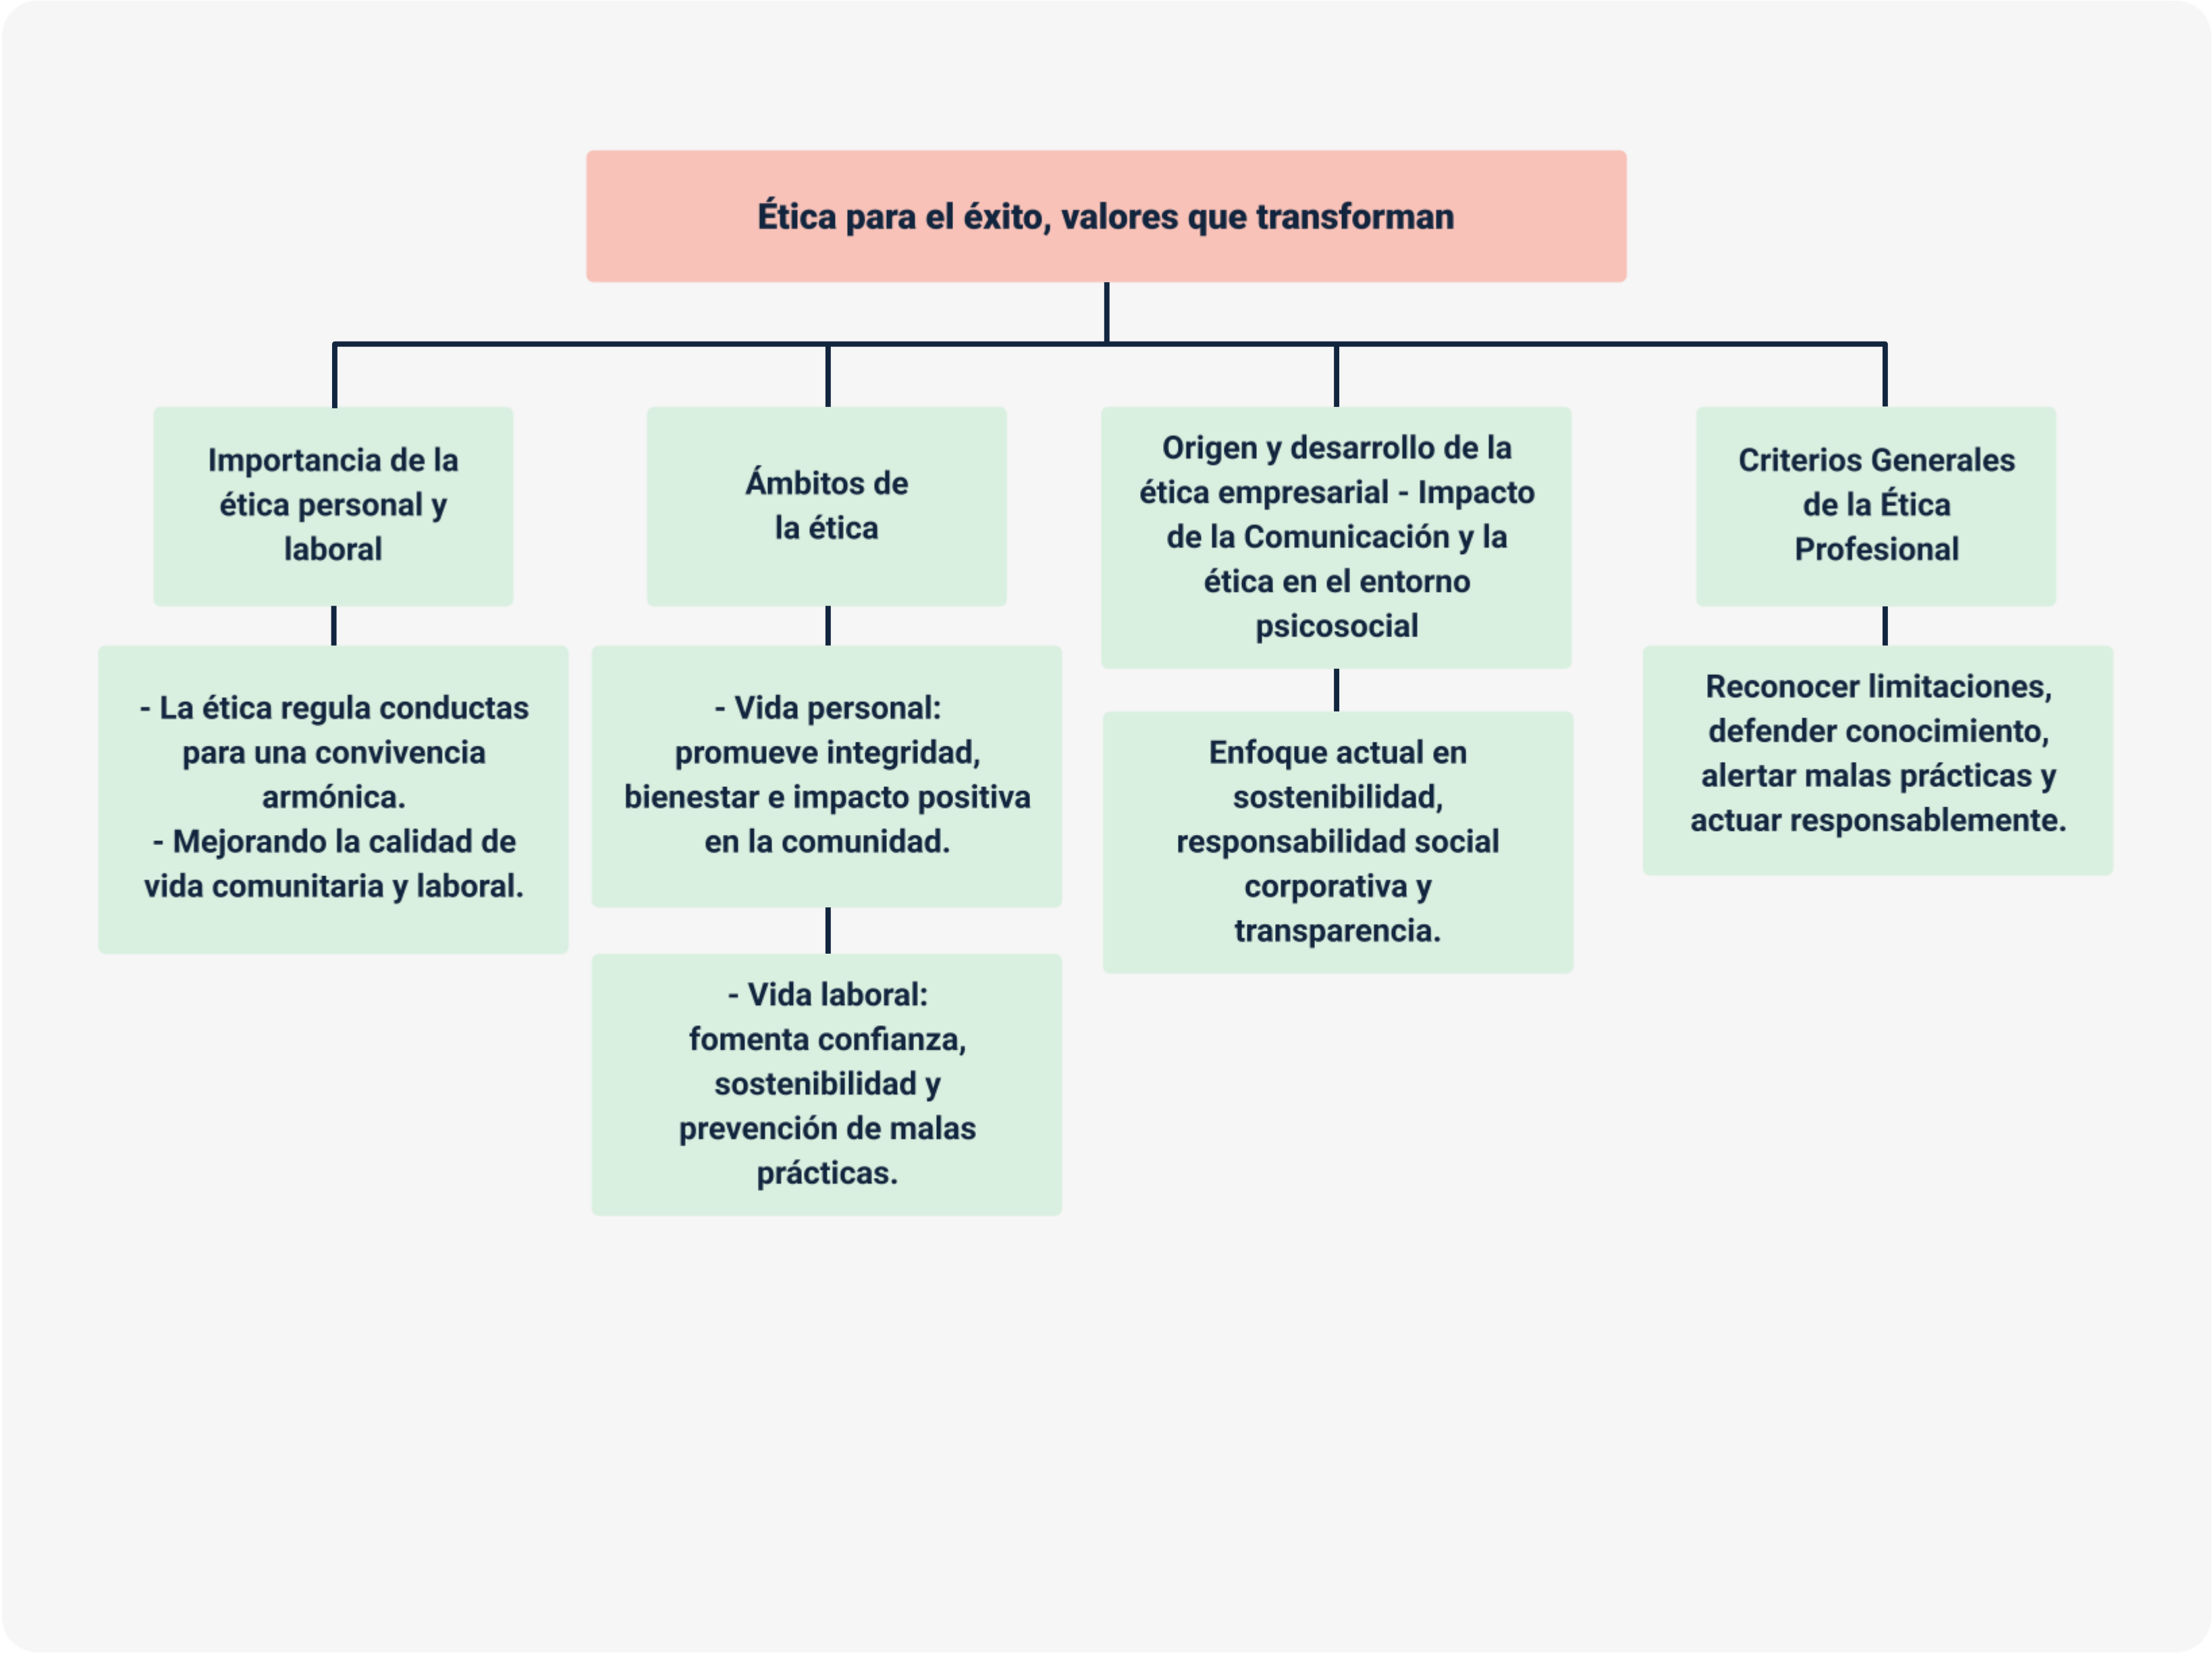 Ética para el éxito, valores que transforman
Importancia de la
ética personal y
laboral
- La ética regula conductas
para una convivencia
armónica.
- Mejorando la calidad de
vida comunitaria y laboral.
Ámbitos de
la ética
- Vida personal:
promueve integridad,
bienestar e impacto positiva
en la comunidad.
- Vida laboral:
fomenta confianza,
sostenibilidad y
prevención de malas
prácticas.
Origen y desarrollo de la
ética empresarial - Impacto
de la Comunicación y la
ética en el entorno
psicosocial
Enfoque actual en
sostenibilidad,
responsabilidad social
corporativa y
transparencia.
Criterios Generales
de la Ética
Profesional
Reconocer limitaciones,
defender conocimiento,
alertar malas prácticas y
actuar responsablemente.